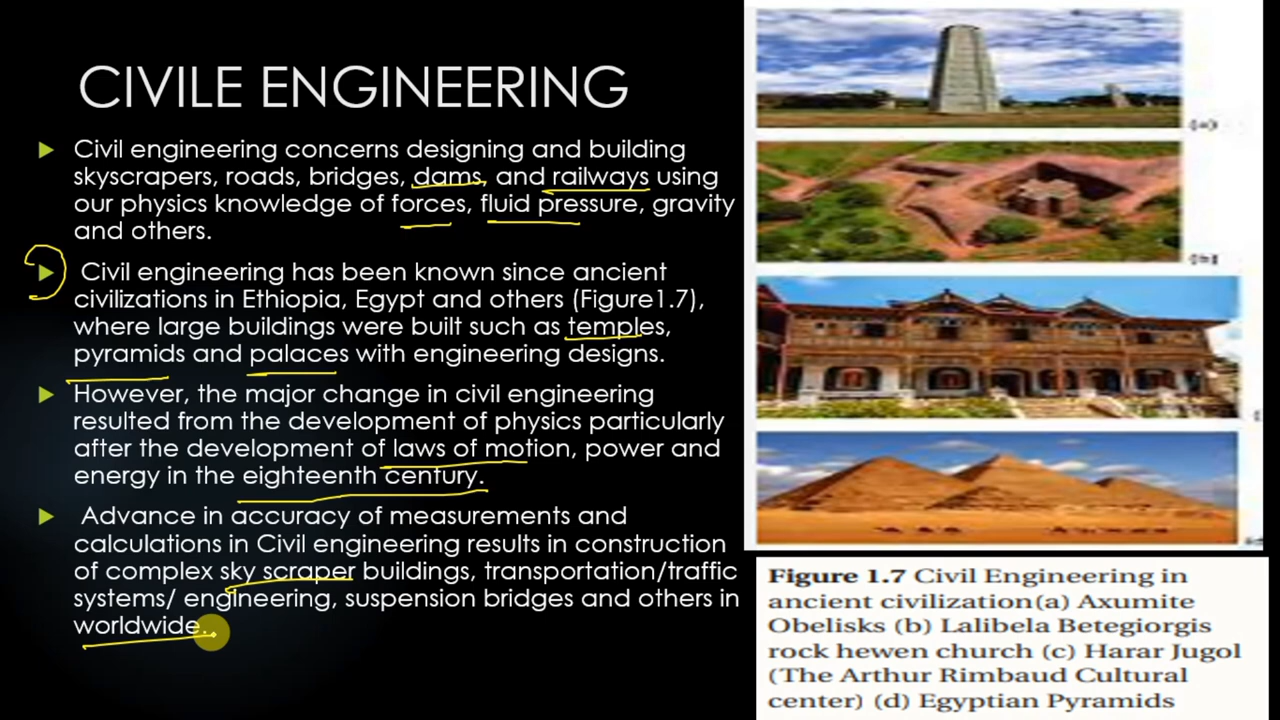 CIVILE ENGINEERING
Civil engineering concerns designing and building
skyscrapers, roads, bridges, dams, and railways using
our physics knowledge of forces, fluid pressure, gravity
and others.
Civil engineering has been known since ancient
civilizations in Ethiopia, Egypt and others (Figure1.7),
where large buildings were built such as temples,
pyramids and palaces with engineering designs.
However, the major change in civil engineering
resulted from the development of physics particularly
after the development of laws of motion, power and
energy in the eighteenth century.
Advance in accuracy of measurements and
calculations in Civil engineering results in construction
of complex sky scraper buildings, transportation/traffic
systems/ engineering, suspension bridges and others in
worldwide..
(a)
(b)
Figure 1.7 Civil Engineering in
ancient civilization(a) Axumite
Obelisks (b) Lalibela Betegiorgis
rock hewen church (c) Harar Jugol
(The Arthur Rimbaud Cultural
center) (d) Egyptian Pyramids